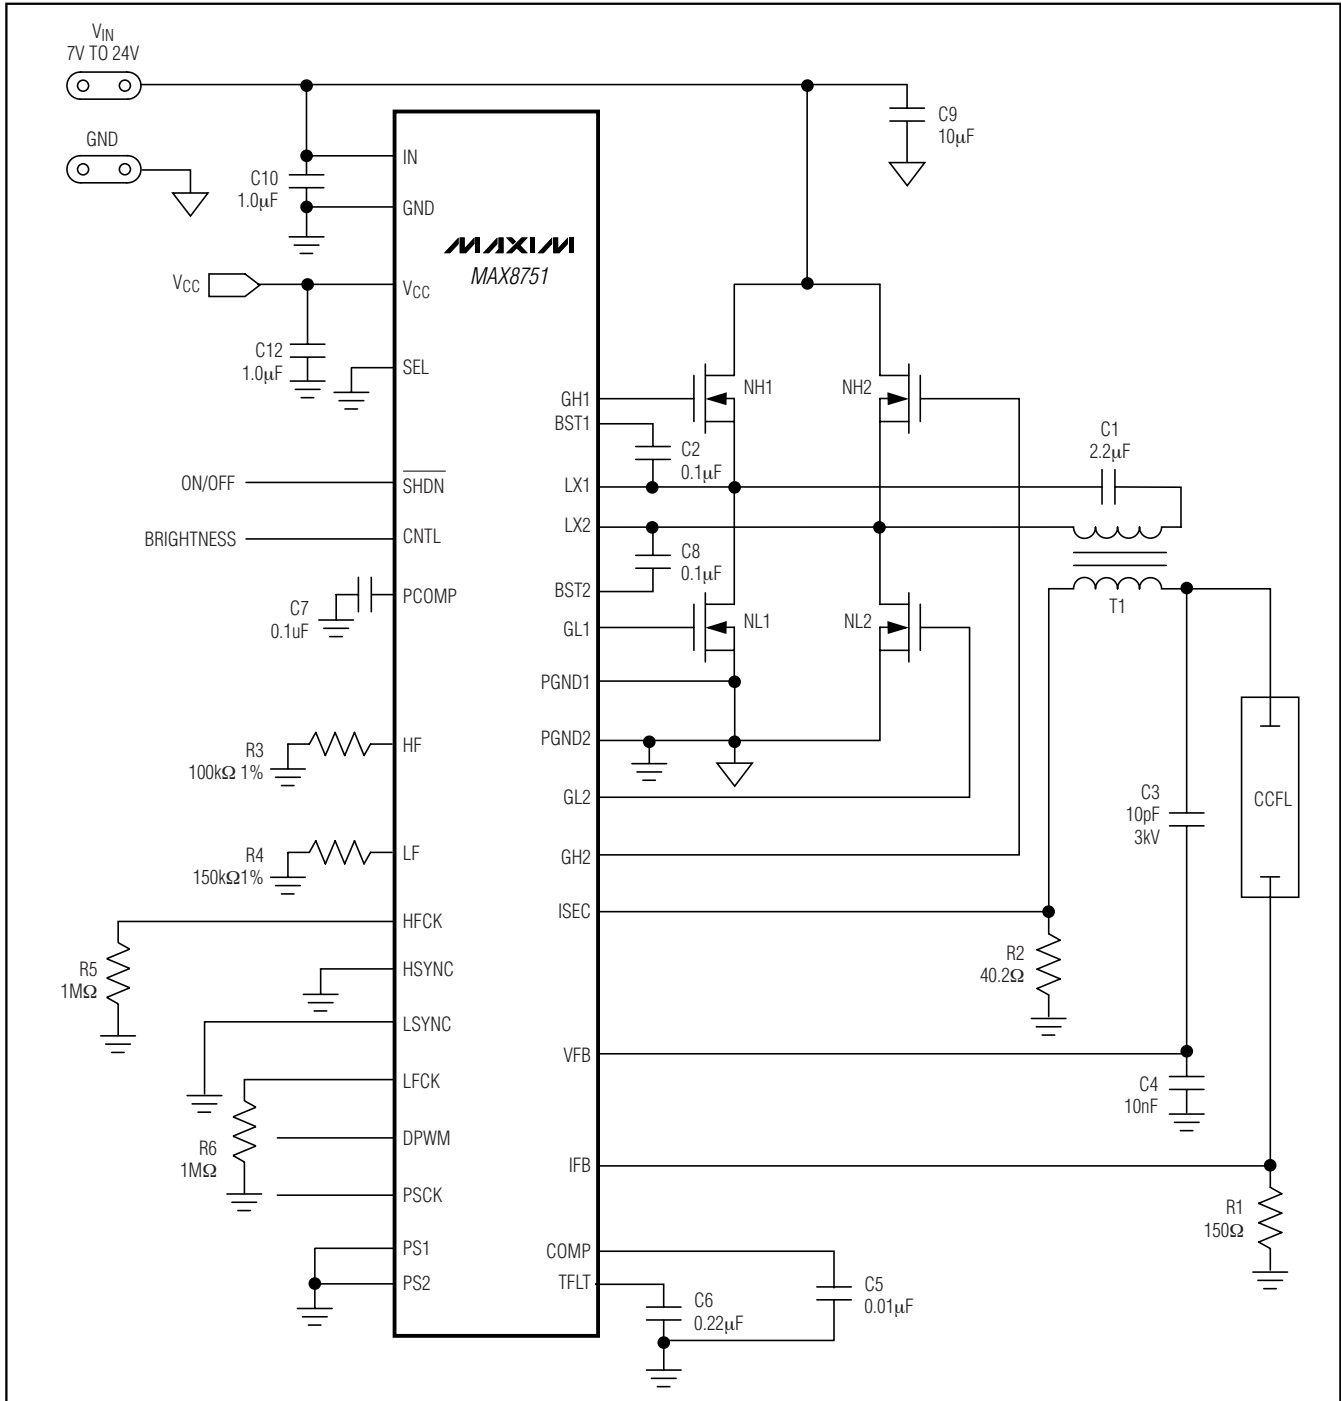 VIN
7V TO 24V
GND
C9
10µF
IN
C10
1.0µF
GND
MAXIM
MAX8751
VCC
VCC
C12
1.0µF
SEL
NH1
NH2
GH1
BST1
C2
0.1µF
C1
2.2µF
ON/OFF
SHDN
LX1
LX2
BRIGHTNESS
CNTL
C8
0.1µF
PCOMP
BST2
C7
0.1uF
T1
GL1
NL1
NL2
PGND1
PGND2
R3
100kΩ 1%
HF
GL2
C3
10pF
3kV
CCFL
R4
150kΩ1%
LF
GH2
HFCK
ISEC
R5
1MΩ
HSYNC
R2
40.2Ω
LSYNC
VFB
LFCK
C4
10nF
R6
1MΩ
DPWM
IFB
PSCK
R1
150Ω
PS1
COMP
PS2
TFLT
C6
0.22µF
C5
0.01µF